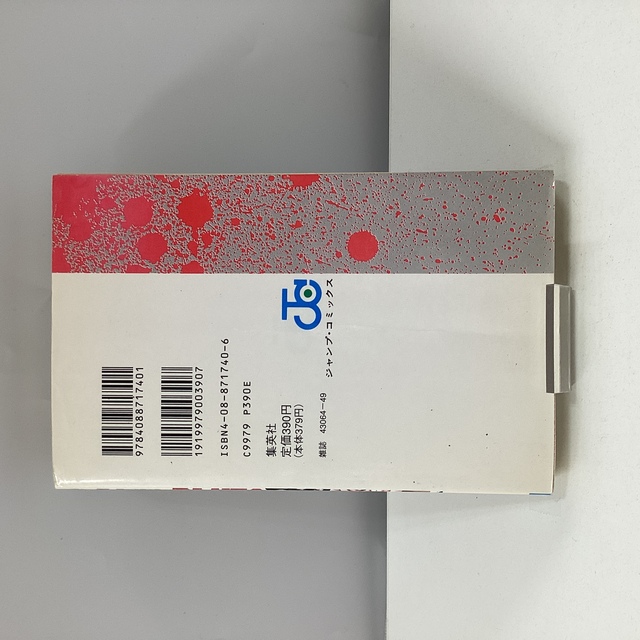 ジャンプ・コミックス
9784088717401
1919979003907
ISBN4-08-871740-6
C9979 P390E
集英社
定価390円
(本体379円)
雑誌 43064-49